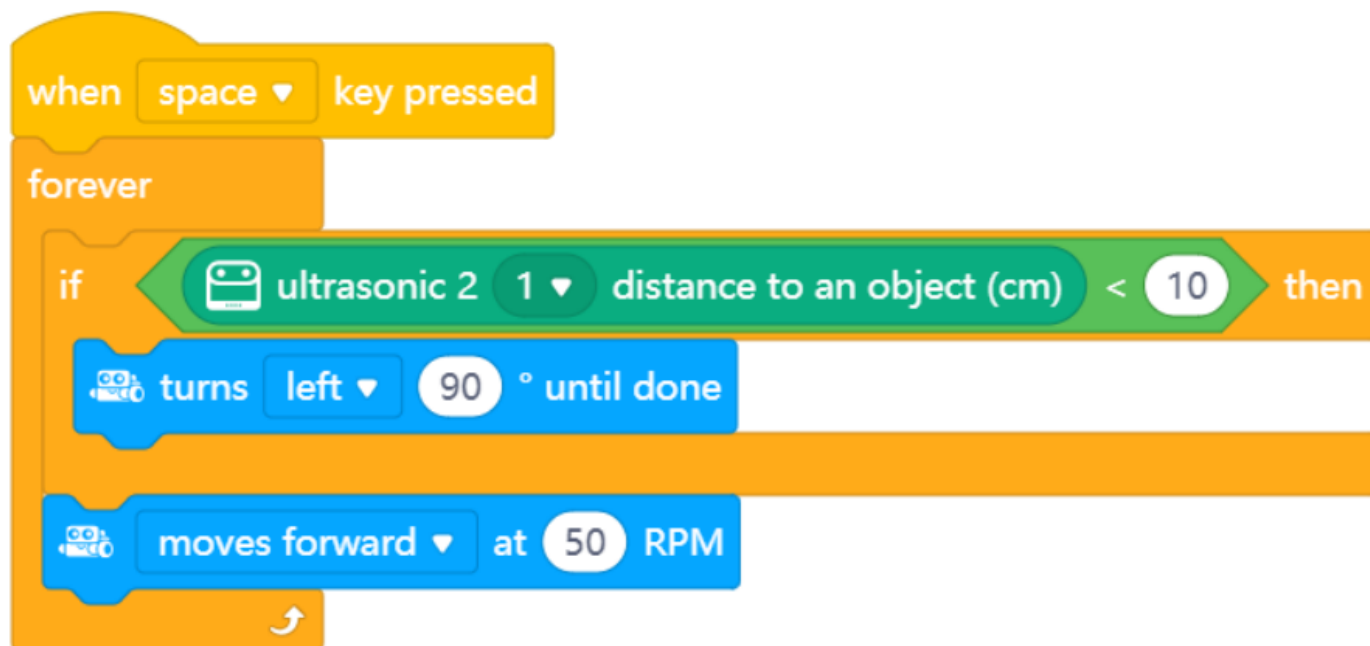 when space key pressed
forever
if ultrasonic 2 1 distance to an object (cm) < 10 then
turns left 90 ° until done
moves forward at 50 RPM